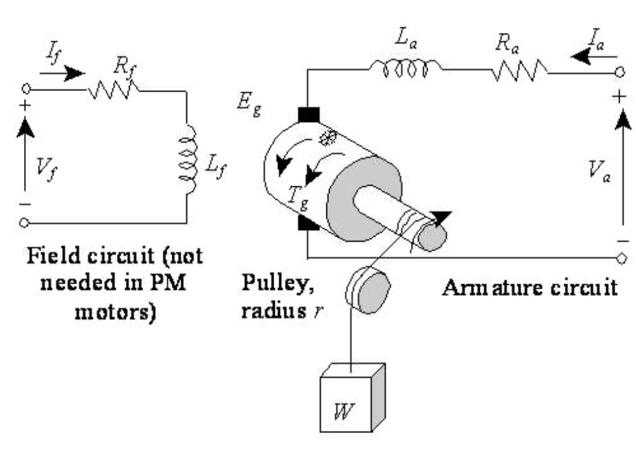 I_f
R_f
+
V_f
L_f
−
Field circuit (not
needed in PM
motors)
L_a
R_a
I_a
E_g
+
T_g
V_a
−
Pulley,
radius r
Armature circuit
W